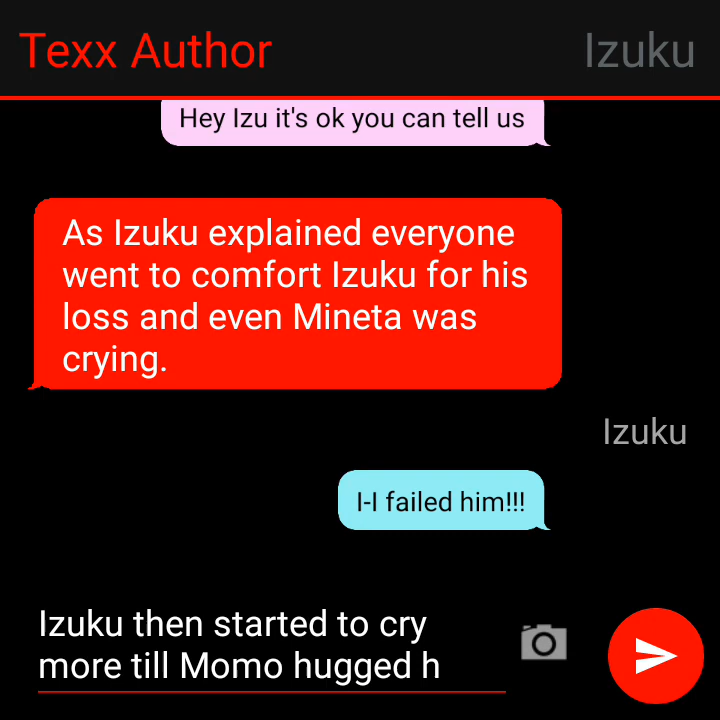 Texx Author
Izuku
Hey Izu it's ok you can tell us
As Izuku explained everyone
went to comfort Izuku for his
loss and even Mineta was
crying.
Izuku
I-I failed him!!!
Izuku then started to cry
more till Momo hugged h